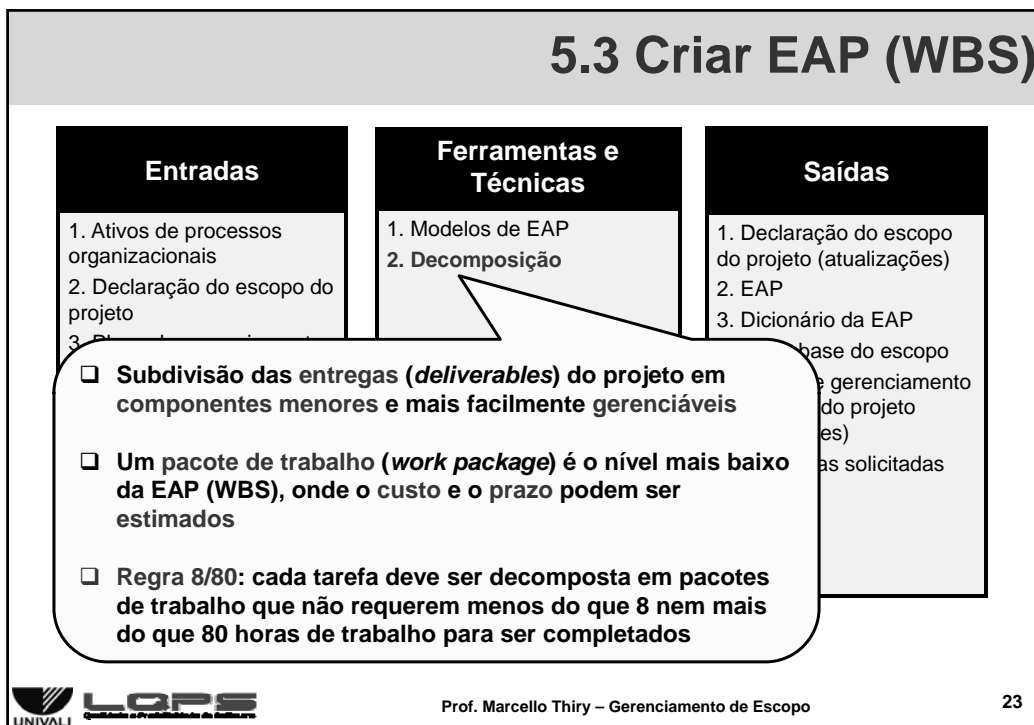 5.3 Criar EAP (WBS)
Entradas
1. Ativos de processos
organizacionais
2. Declaração do escopo do
projeto
3.
Ferramentas e
Técnicas
1. Modelos de EAP
2. Decomposição
Saídas
1. Declaração do escopo
do projeto (atualizações)
2. EAP
3. Dicionário da EAP
base do escopo
gerenciamento
do projeto
es)
as solicitadas
❑ Subdivisão das entregas (deliverables) do projeto em
componentes menores e mais facilmente gerenciáveis
❑ Um pacote de trabalho (work package) é o nível mais baixo
da EAP (WBS), onde o custo e o prazo podem ser
estimados
❑ Regra 8/80: cada tarefa deve ser decomposta em pacotes
de trabalho que não requerem menos do que 8 nem mais
do que 80 horas de trabalho para ser completados
UNIVALI
LQPS
Qualidade e Produtividade de Software
Prof. Marcello Thiry – Gerenciamento de Escopo
23